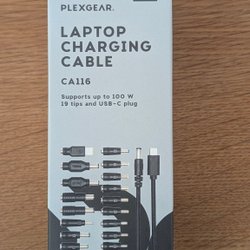 PLEXGEAR.
LAPTOP
CHARGING
CABLE
CA116
Supports up to 100 W
19 tips and USB-C plug